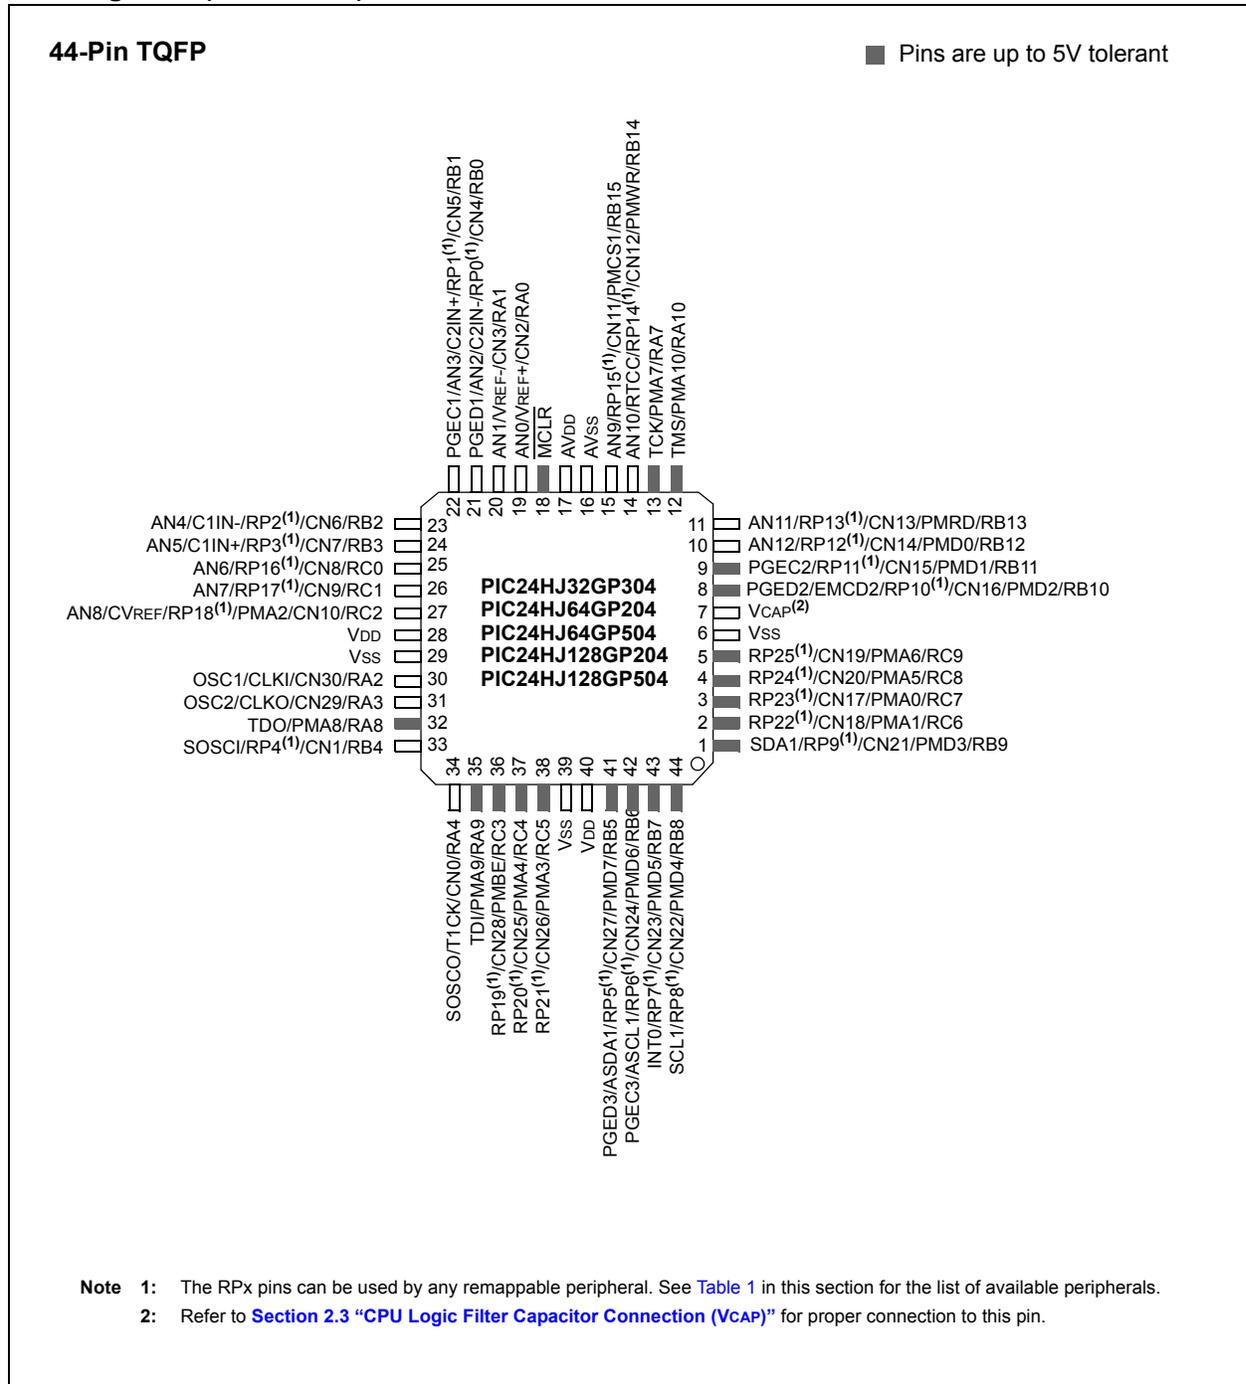 44-Pin TQFP
Pins are up to 5V tolerant
PGEC1/AN3/C2IN+/RP1(1)/CN5/RB1
PGED1/AN2/C2IN-/RP0(1)/CN4/RB0
AN1/VREF-/CN3/RA1
AN0/VREF+/CN2/RA0
MCLR
AVDD
AVSS
AN9/RP15(1)/CN11/PMCS1/RB15
AN10/RTCC/RP14(1)/CN12/PMWR/RB14
TCK/PMA7/RA7
TMS/PMA10/RA10
22
21
20
19
18
17
16
15
14
13
12
AN4/C1IN-/RP2(1)/CN6/RB2 23
AN5/C1IN+/RP3(1)/CN7/RB3 24
AN6/RP16(1)/CN8/RC0 25
AN7/RP17(1)/CN9/RC1 26
AN8/CVREF/RP18(1)/PMA2/CN10/RC2 27
VDD 28
VSS 29
OSC1/CLKI/CN30/RA2 30
OSC2/CLKO/CN29/RA3 31
TDO/PMA8/RA8 32
SOSCI/RP4(1)/CN1/RB4 33
PIC24HJ32GP304
PIC24HJ64GP204
PIC24HJ64GP504
PIC24HJ128GP204
PIC24HJ128GP504
11 AN11/RP13(1)/CN13/PMRD/RB13
10 AN12/RP12(1)/CN14/PMD0/RB12
9 PGEC2/RP11(1)/CN15/PMD1/RB11
8 PGED2/EMCD2/RP10(1)/CN16/PMD2/RB10
7 VCAP(2)
6 VSS
5 RP25(1)/CN19/PMA6/RC9
4 RP24(1)/CN20/PMA5/RC8
3 RP23(1)/CN17/PMA0/RC7
2 RP22(1)/CN18/PMA1/RC6
1 SDA1/RP9(1)/CN21/PMD3/RB9
34
35
36
37
38
39
40
41
42
43
44
SOSCO/T1CK/CN0/RA4
TDI/PMA9/RA9
RP19(1)/CN28/PMBE/RC3
RP20(1)/CN25/PMA4/RC4
RP21(1)/CN26/PMA3/RC5
VSS
VDD
PGED3/ASDA1/RP5(1)/CN27/PMD7/RB5
PGEC3/ASCL1/RP6(1)/CN24/PMD6/RB6
INT0/RP7(1)/CN23/PMD5/RB7
SCL1/RP8(1)/CN22/PMD4/RB8
Note 1: The RPx pins can be used by any remappable peripheral. See Table 1 in this section for the list of available peripherals.
2: Refer to Section 2.3 “CPU Logic Filter Capacitor Connection (VCAP)” for proper connection to this pin.